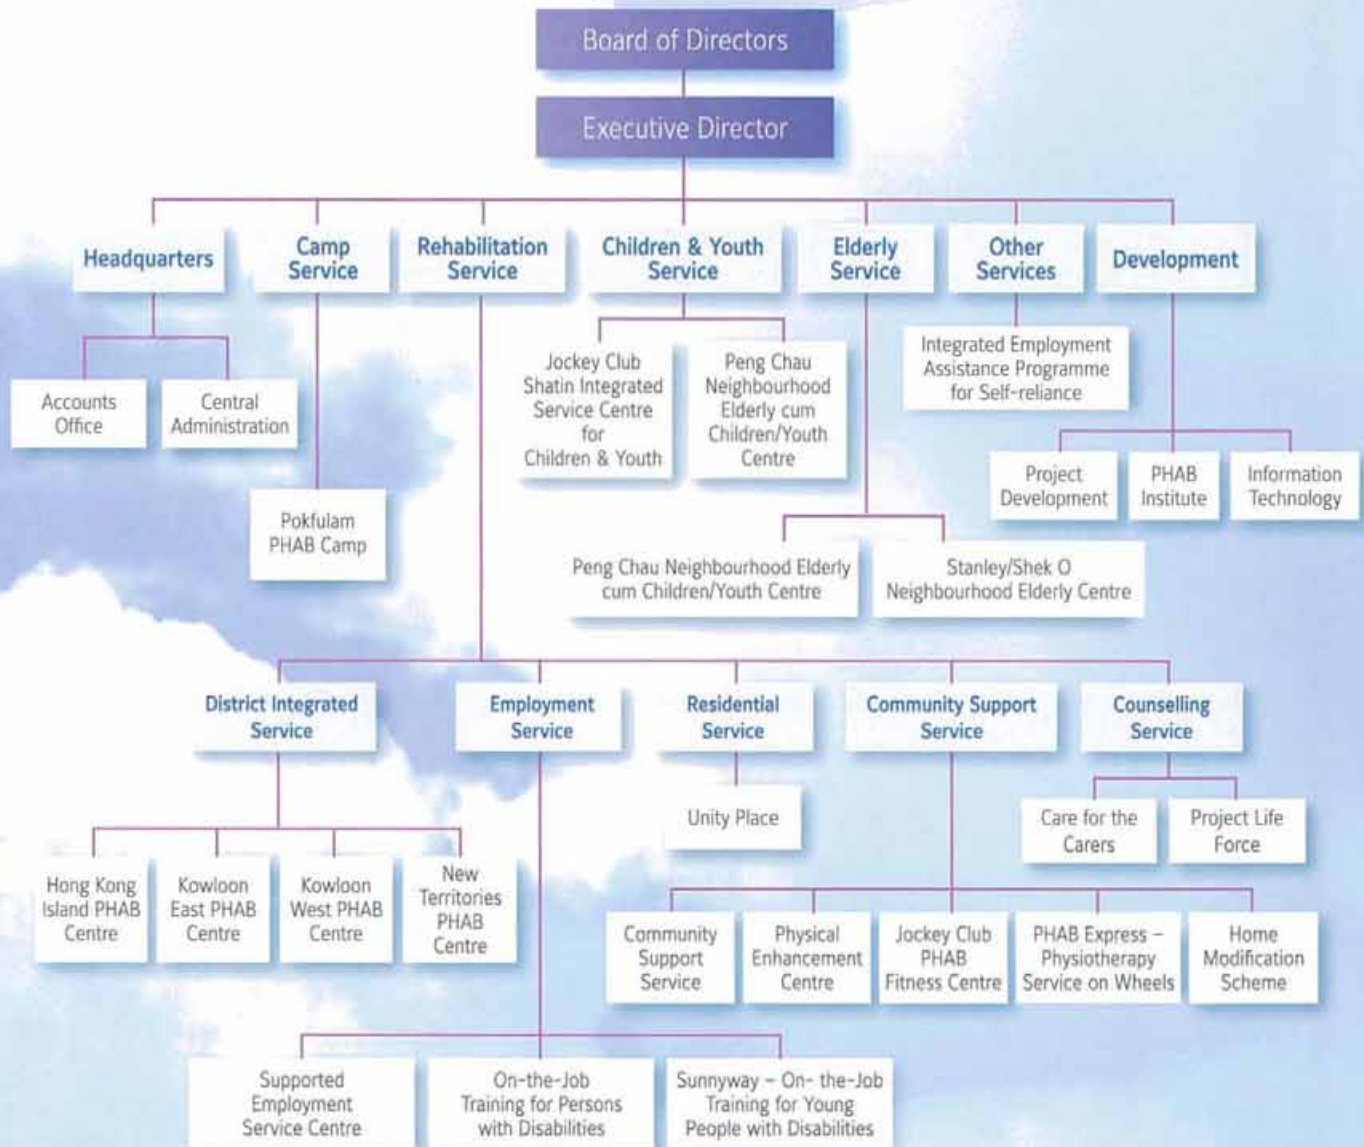 Board of Directors
Executive Director
Headquarters
Camp
Service
Rehabilitation
Service
Children & Youth
Service
Elderly
Service
Other
Services
Development
Accounts
Office
Central
Administration
Pokfulam
PHAB Camp
Jockey Club
Shatin Integrated
Service Centre
for
Children & Youth
Peng Chau
Neighbourhood
Elderly cum
Children/Youth
Centre
Integrated Employment
Assistance Programme
for Self-reliance
Project
Development
PHAB
Institute
Information
Technology
Peng Chau Neighbourhood Elderly
cum Children/Youth Centre
Stanley/Shek O
Neighbourhood Elderly Centre
District Integrated
Service
Employment
Service
Residential
Service
Community Support
Service
Counselling
Service
Hong Kong
Island PHAB
Centre
Kowloon
East PHAB
Centre
Kowloon
West PHAB
Centre
New
Territories
PHAB
Centre
Unity Place
Care for the
Carers
Project Life
Force
Community
Support
Service
Physical
Enhancement
Centre
Jockey Club
PHAB
Fitness Centre
PHAB Express –
Physiotherapy
Service on Wheels
Home
Modification
Scheme
Supported
Employment
Service Centre
On-the-Job
Training for Persons
with Disabilities
Sunnyway – On- the-Job
Training for Young
People with Disabilities